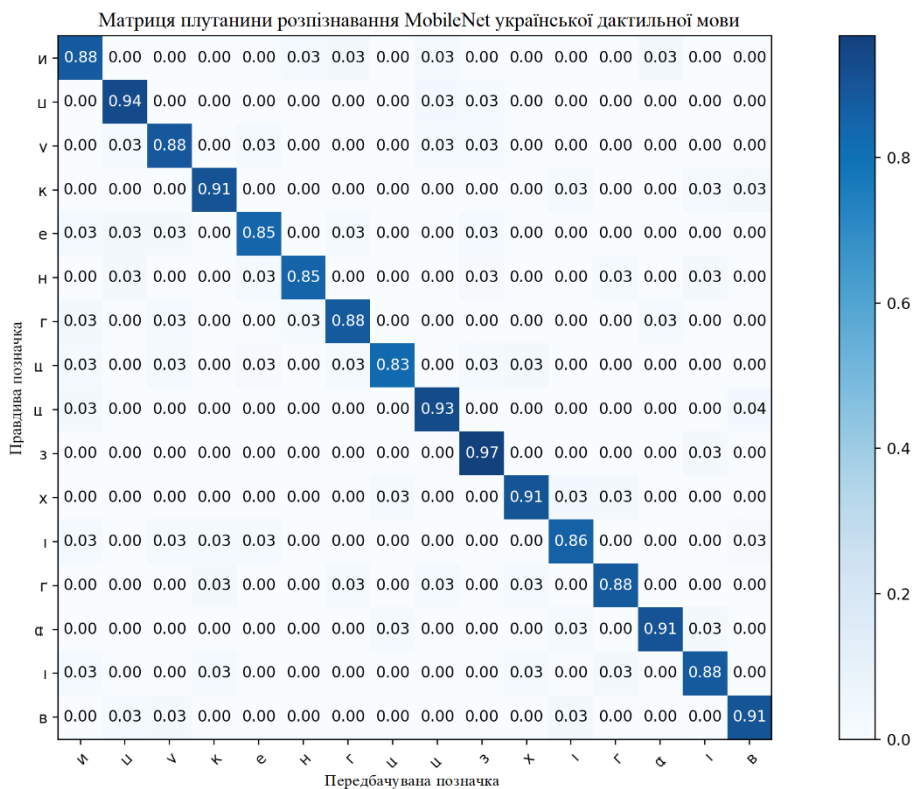 Матриця плутанини розпізнавання MobileNet української дактильної мови
и 0.88 0.00 0.00 0.00 0.00 0.03 0.03 0.00 0.03 0.00 0.00 0.00 0.00 0.03 0.00 0.00
u 0.00 0.94 0.00 0.00 0.00 0.00 0.00 0.00 0.03 0.03 0.00 0.00 0.00 0.00 0.00 0.00
v 0.00 0.03 0.88 0.00 0.03 0.00 0.00 0.00 0.03 0.03 0.00 0.00 0.00 0.00 0.00 0.00
к 0.00 0.00 0.00 0.91 0.00 0.00 0.00 0.00 0.00 0.00 0.00 0.03 0.00 0.00 0.03 0.03
е 0.03 0.03 0.03 0.00 0.85 0.00 0.03 0.00 0.00 0.03 0.00 0.00 0.00 0.00 0.00 0.00
н 0.00 0.03 0.00 0.00 0.03 0.85 0.00 0.00 0.00 0.03 0.00 0.00 0.03 0.00 0.03 0.00
г 0.03 0.00 0.03 0.00 0.00 0.03 0.88 0.00 0.00 0.00 0.00 0.00 0.00 0.03 0.00 0.00
u 0.03 0.00 0.03 0.00 0.03 0.00 0.03 0.83 0.00 0.03 0.03 0.00 0.00 0.00 0.00 0.00
u 0.03 0.00 0.00 0.00 0.00 0.00 0.00 0.00 0.93 0.00 0.00 0.00 0.00 0.00 0.00 0.04
з 0.00 0.00 0.00 0.00 0.00 0.00 0.00 0.00 0.00 0.97 0.00 0.00 0.00 0.00 0.03 0.00
х 0.00 0.00 0.00 0.00 0.00 0.00 0.00 0.03 0.00 0.00 0.91 0.03 0.03 0.00 0.00 0.00
ı 0.03 0.00 0.03 0.03 0.03 0.00 0.00 0.00 0.00 0.00 0.00 0.86 0.00 0.00 0.00 0.03
г 0.00 0.00 0.00 0.03 0.00 0.00 0.03 0.00 0.03 0.00 0.03 0.00 0.88 0.00 0.00 0.00
α 0.00 0.00 0.00 0.00 0.00 0.00 0.00 0.03 0.00 0.00 0.00 0.03 0.00 0.91 0.03 0.00
ı 0.03 0.00 0.00 0.03 0.00 0.00 0.00 0.00 0.00 0.00 0.03 0.00 0.03 0.00 0.88 0.00
в 0.00 0.03 0.03 0.00 0.00 0.00 0.00 0.00 0.00 0.00 0.00 0.03 0.00 0.00 0.00 0.91
и u v к е н г u u з х ı г α ı в
Правдива позначка
Передбачувана позначка
0.8
0.6
0.4
0.2
0.0